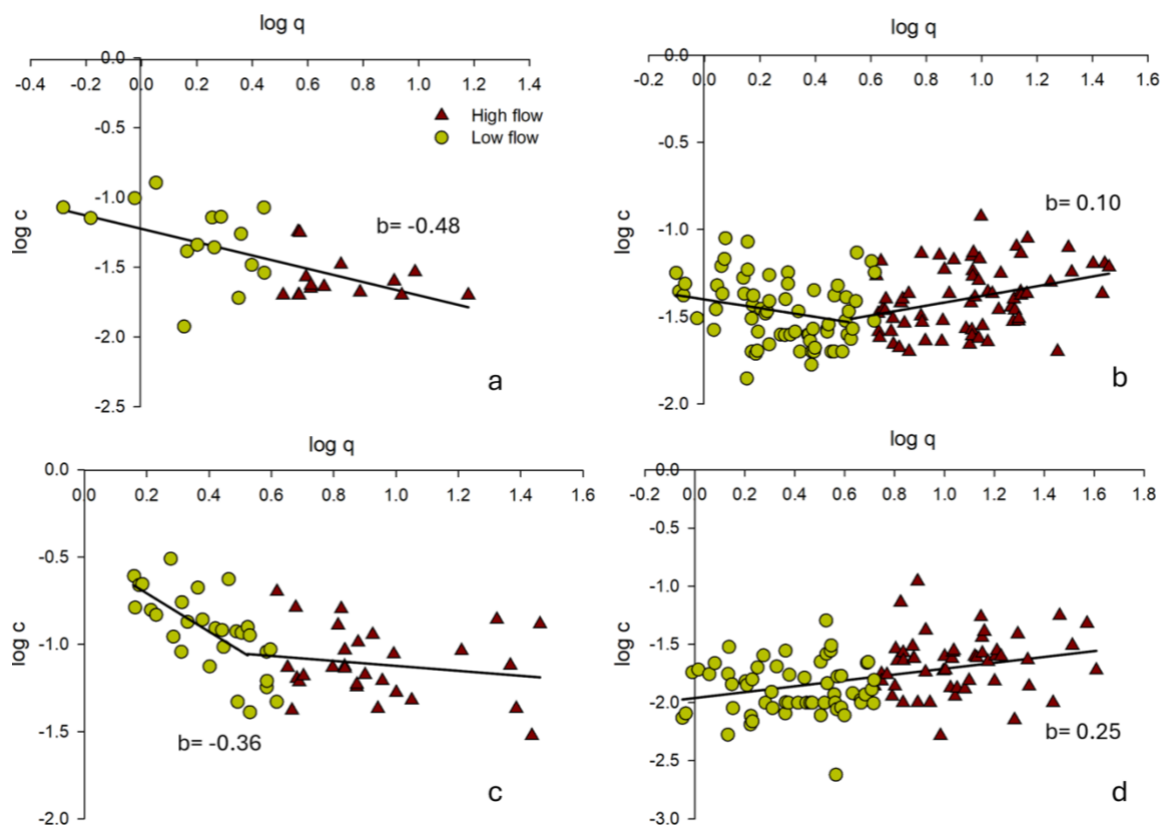 log q
0.0
-0.4 -0.2 0.0 0.2 0.4 0.6 0.8 1.0 1.2 1.4
High flow
Low flow
-0.5
-1.0
b= -0.48
log c
-1.5
-2.0
a
-2.5
log q
0.0
-0.2 0.0 0.2 0.4 0.6 0.8 1.0 1.2 1.4 1.6
-0.5
-1.0
b= 0.10
log c
-1.5
b
-2.0
log q
0.0
0.0 0.2 0.4 0.6 0.8 1.0 1.2 1.4 1.6
-0.5
log c
-1.0
-1.5
b= -0.36
c
-2.0
log q
0.0
-0.2 0.0 0.2 0.4 0.6 0.8 1.0 1.2 1.4 1.6 1.8
-0.5
-1.0
log c
-1.5
-2.0
b= 0.25
-2.5
d
-3.0